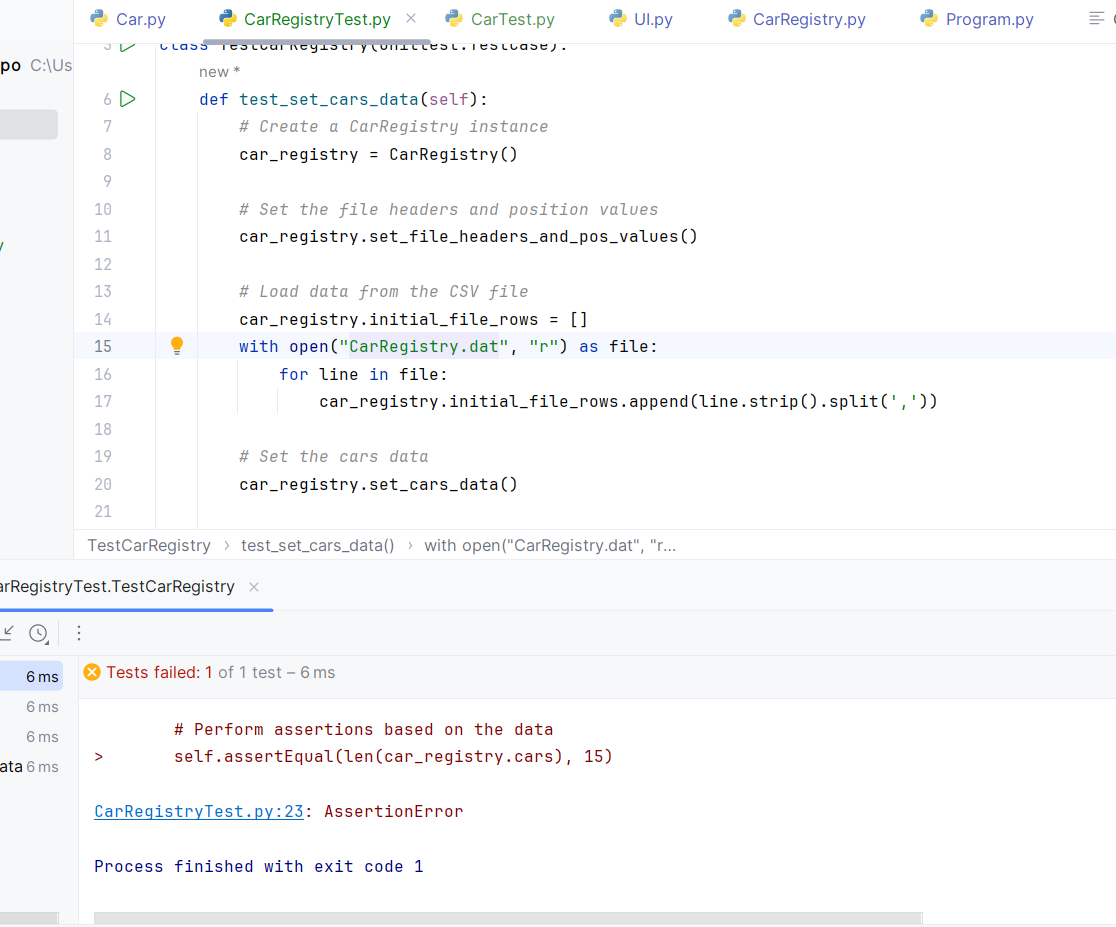 Car.py
CarRegistryTest.py
CarTest.py
UI.py
CarRegistry.py
Program.py
po C:\Us
5 class TestCarRegistry(unittest.TestCase):
new *
6 def test_set_cars_data(self):
7 # Create a CarRegistry instance
8 car_registry = CarRegistry()
9
10 # Set the file headers and position values
11 car_registry.set_file_headers_and_pos_values()
12
13 # Load data from the CSV file
14 car_registry.initial_file_rows = []
15 with open("CarRegistry.dat", "r") as file:
16 for line in file:
17 car_registry.initial_file_rows.append(line.strip().split(','))
18
19 # Set the cars data
20 car_registry.set_cars_data()
21
TestCarRegistry › test_set_cars_data() › with open("CarRegistry.dat", "r...
arRegistryTest.TestCarRegistry
6 ms
Tests failed: 1 of 1 test – 6 ms
6 ms
6 ms
ata 6 ms
# Perform assertions based on the data
> self.assertEqual(len(car_registry.cars), 15)
CarRegistryTest.py:23: AssertionError
Process finished with exit code 1